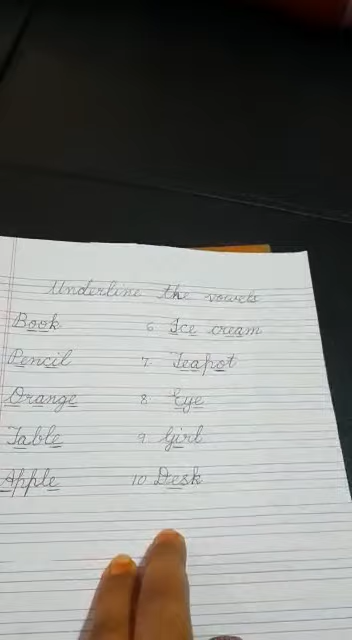 Underline the vowels
Book 6 Ice cream
Pencil 7. Teapot
Orange 8. Eye
Table 9 Girl
Apple 10 Desk